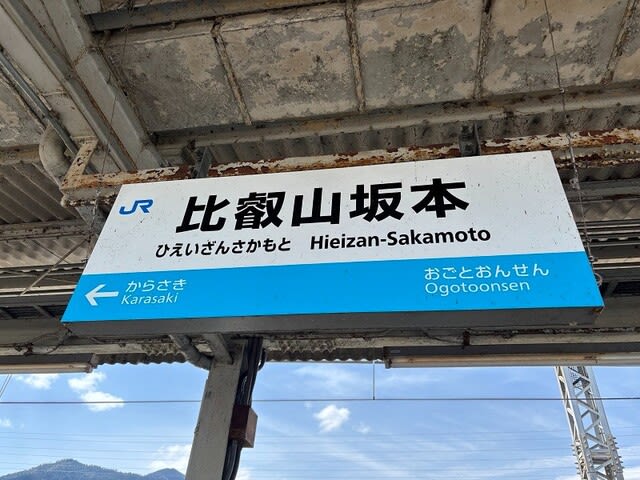 JR 比叡山坂本
ひえいざんさかもと Hieizan-Sakamoto
← からさき おごとおんせん
Karasaki Ogotoonsen